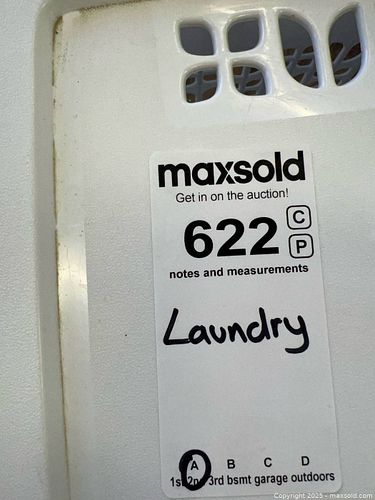 maxsold
Get in on the auction!
622 C
P
notes and measurements
Laundry
A B C D
1st 2nd 3rd bsmt garage outdoors
Copyright 2025 - maxsold.com